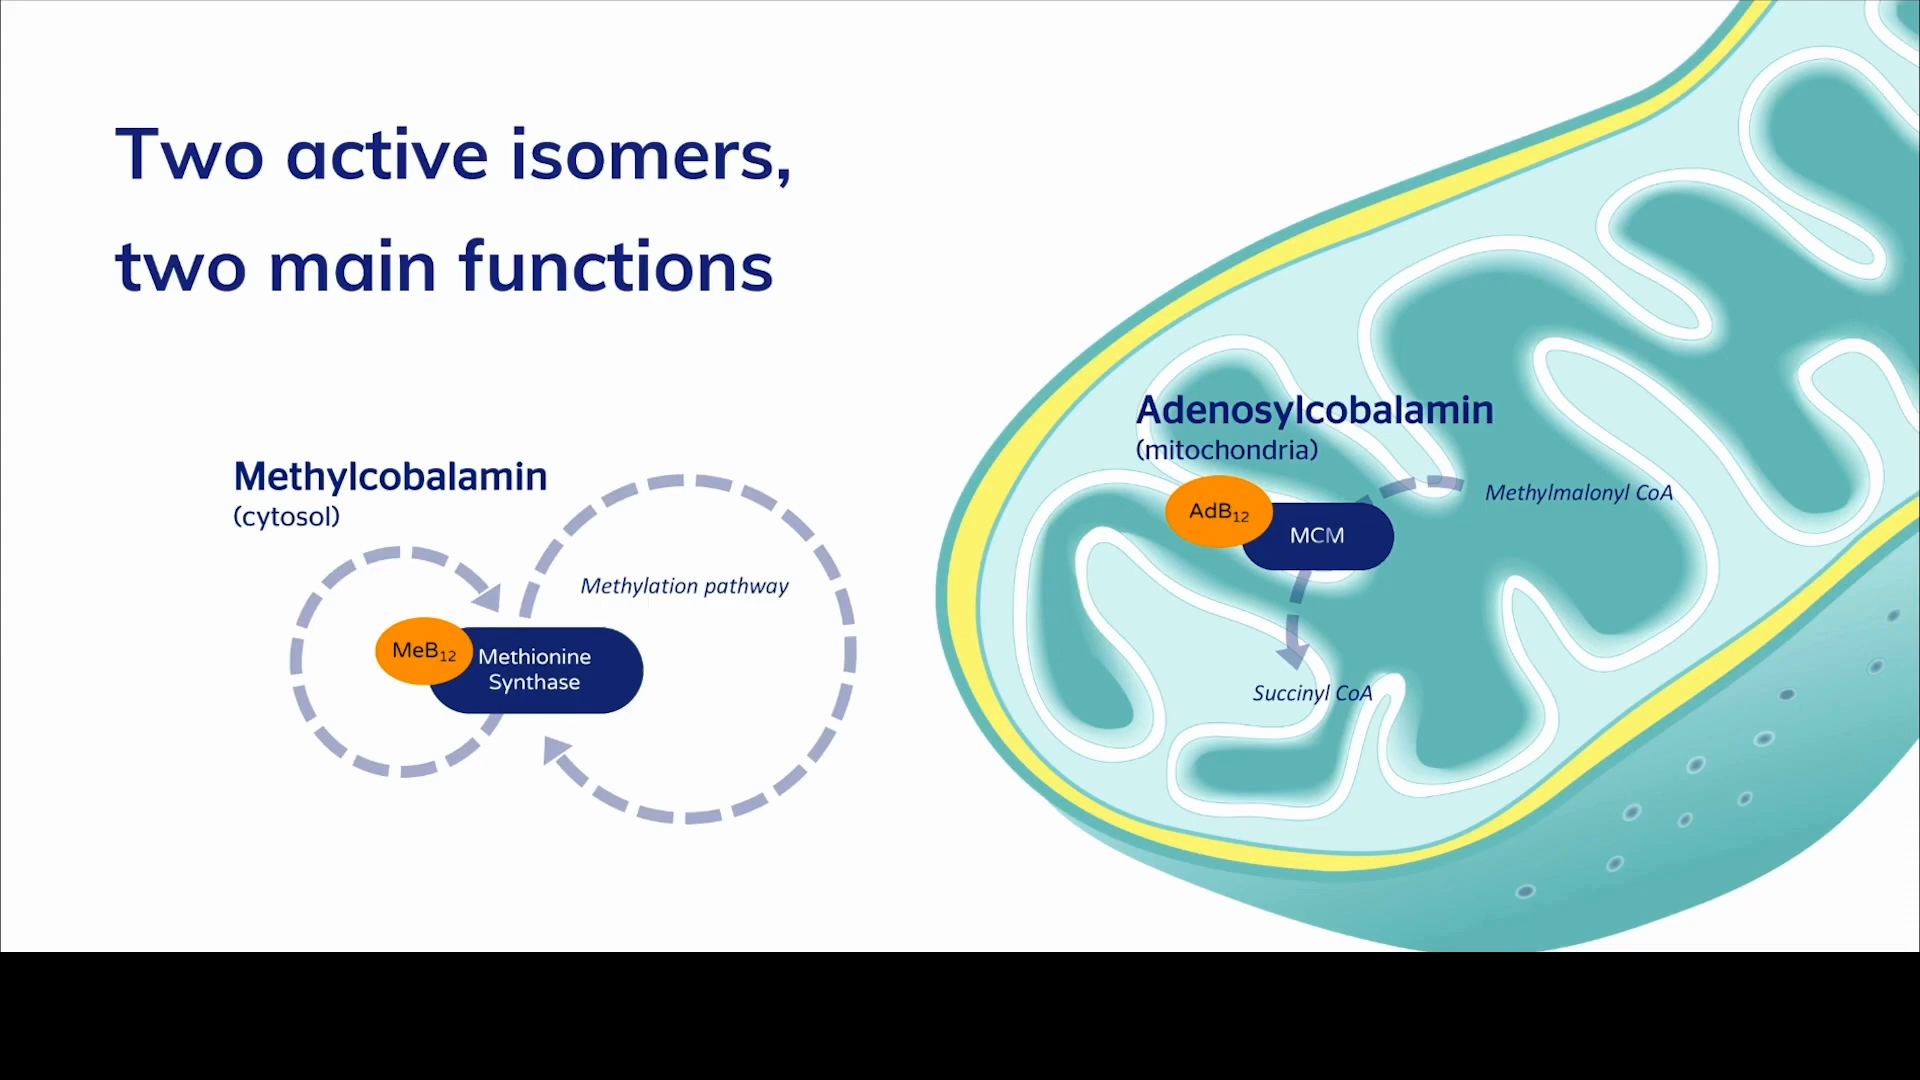 Two active isomers,
two main functions
Methylcobalamin
(cytosol)
Methylation pathway
MeB₁₂
Methionine
Synthase
Adenosylcobalamin
(mitochondria)
AdB₁₂
MCM
Methylmalonyl CoA
Succinyl CoA